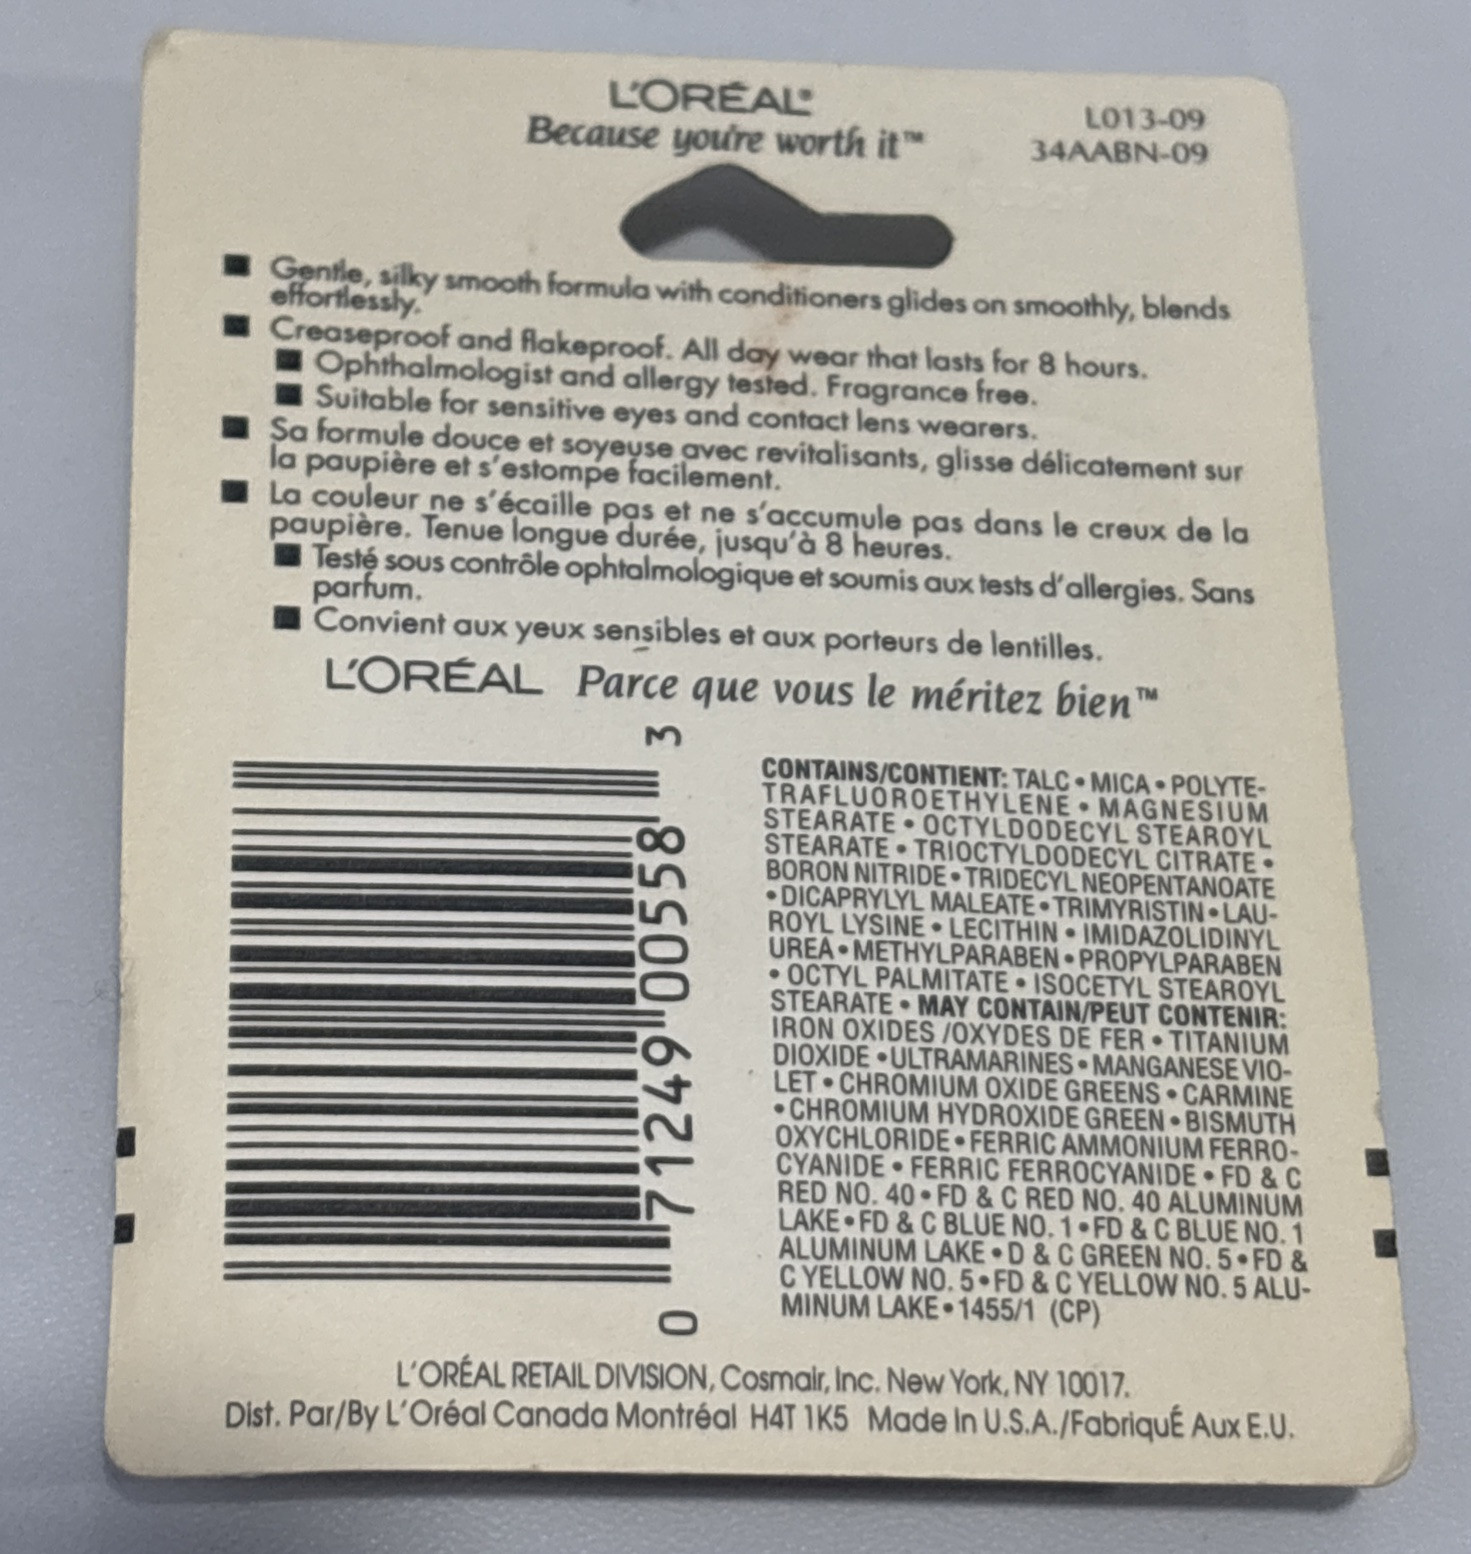 L'ORÉAL®
Because you're worth it™
L013-09
34AABN-09
■ Gentle, silky smooth formula with conditioners glides on smoothly, blends
effortlessly.
■ Creaseproof and flakeproof. All day wear that lasts for 8 hours.
■ Ophthalmologist and allergy tested. Fragrance free.
■ Suitable for sensitive eyes and contact lens wearers.
■ Sa formule douce et soyeuse avec revitalisants, glisse délicatement sur
la paupière et s'estompe facilement.
■ La couleur ne s'écaille pas et ne s'accumule pas dans le creux de la
paupière. Tenue longue durée, jusqu'à 8 heures.
■ Testé sous contrôle ophtalmologique et soumis aux tests d'allergies. Sans
parfum.
■ Convient aux yeux sensibles et aux porteurs de lentilles.
L'ORÉAL Parce que vous le méritez bien™
0 71249 00558 3
CONTAINS/CONTIENT: TALC • MICA • POLYTE-
TRAFLUOROETHYLENE • MAGNESIUM
STEARATE • OCTYLDODECYL STEAROYL
STEARATE • TRIOCTYLDODECYL CITRATE •
BORON NITRIDE • TRIDECYL NEOPENTANOATE
• DICAPRYLYL MALEATE • TRIMYRISTIN • LAU-
ROYL LYSINE • LECITHIN • IMIDAZOLIDINYL
UREA • METHYLPARABEN • PROPYLPARABEN
• OCTYL PALMITATE • ISOCETYL STEAROYL
STEARATE • MAY CONTAIN/PEUT CONTENIR:
IRON OXIDES /OXYDES DE FER • TITANIUM
DIOXIDE • ULTRAMARINES • MANGANESE VIO-
LET • CHROMIUM OXIDE GREENS • CARMINE
• CHROMIUM HYDROXIDE GREEN • BISMUTH
OXYCHLORIDE • FERRIC AMMONIUM FERRO-
CYANIDE • FERRIC FERROCYANIDE • FD & C
RED NO. 40 • FD & C RED NO. 40 ALUMINUM
LAKE • FD & C BLUE NO. 1 • FD & C BLUE NO. 1
ALUMINUM LAKE • D & C GREEN NO. 5 • FD &
C YELLOW NO. 5 • FD & C YELLOW NO. 5 ALU-
MINUM LAKE • 1455/1 (CP)
L'ORÉAL RETAIL DIVISION, Cosmair, Inc. New York, NY 10017.
Dist. Par/By L'Oréal Canada Montréal H4T 1K5 Made In U.S.A./FabriquÉ Aux E.U.